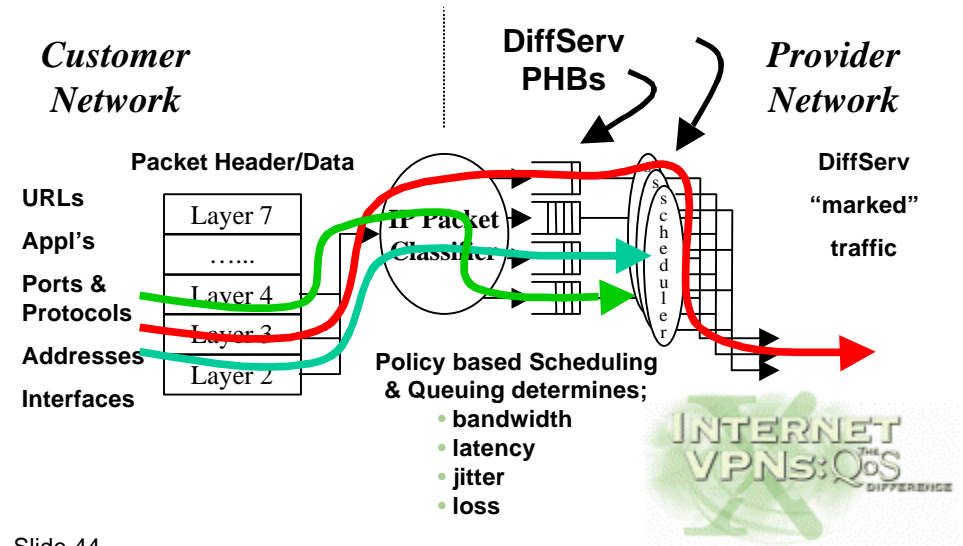 Customer
Network
DiffServ
PHBs
Provider
Network
Packet Header/Data
URLs
Appl's
Ports &
Protocols
Addresses
Interfaces
Layer 7
…...
Layer 4
Layer 3
Layer 2
IP Packet
Classifier
s
s
scheduler
DiffServ
“marked”
traffic
Policy based Scheduling
& Queuing determines;
• bandwidth
• latency
• jitter
• loss
INTERNET
VPNS: THE QoS
DIFFERENCE
Slide 44